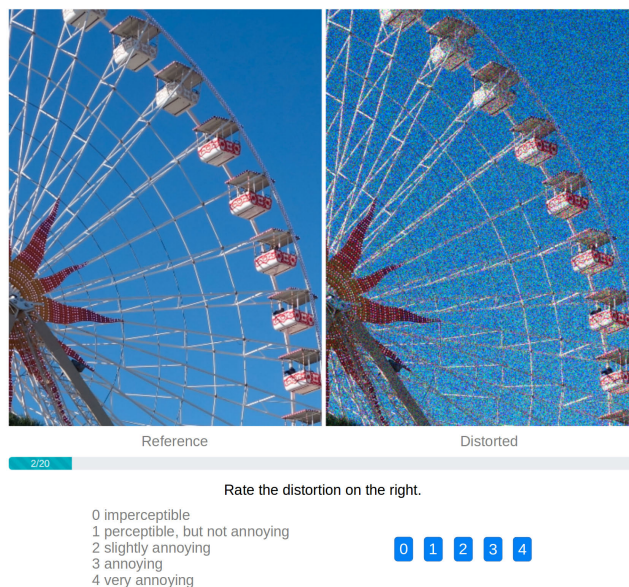 Reference
Distorted
2/20
Rate the distortion on the right.
0 imperceptible
1 perceptible, but not annoying
2 slightly annoying
3 annoying
4 very annoying
0 1 2 3 4